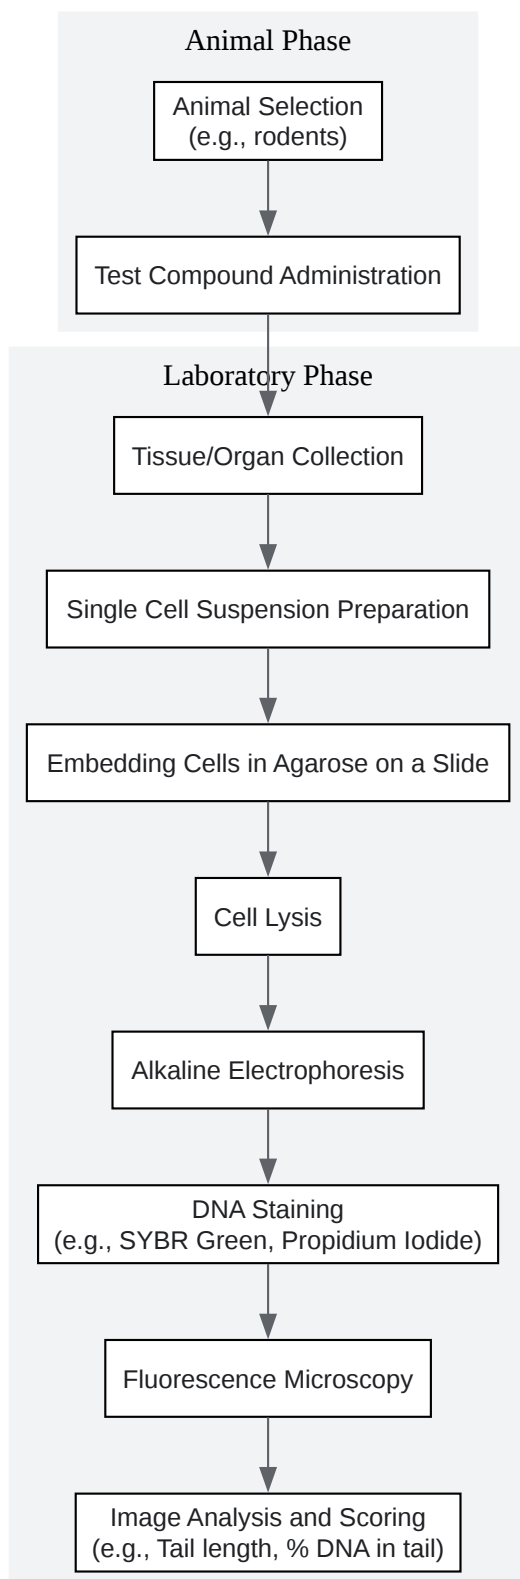 Animal Phase
Animal Selection
(e.g., rodents)
Test Compound Administration
Laboratory Phase
Tissue/Organ Collection
Single Cell Suspension Preparation
Embedding Cells in Agarose on a Slide
Cell Lysis
Alkaline Electrophoresis
DNA Staining
(e.g., SYBR Green, Propidium Iodide)
Fluorescence Microscopy
Image Analysis and Scoring
(e.g., Tail length, % DNA in tail)